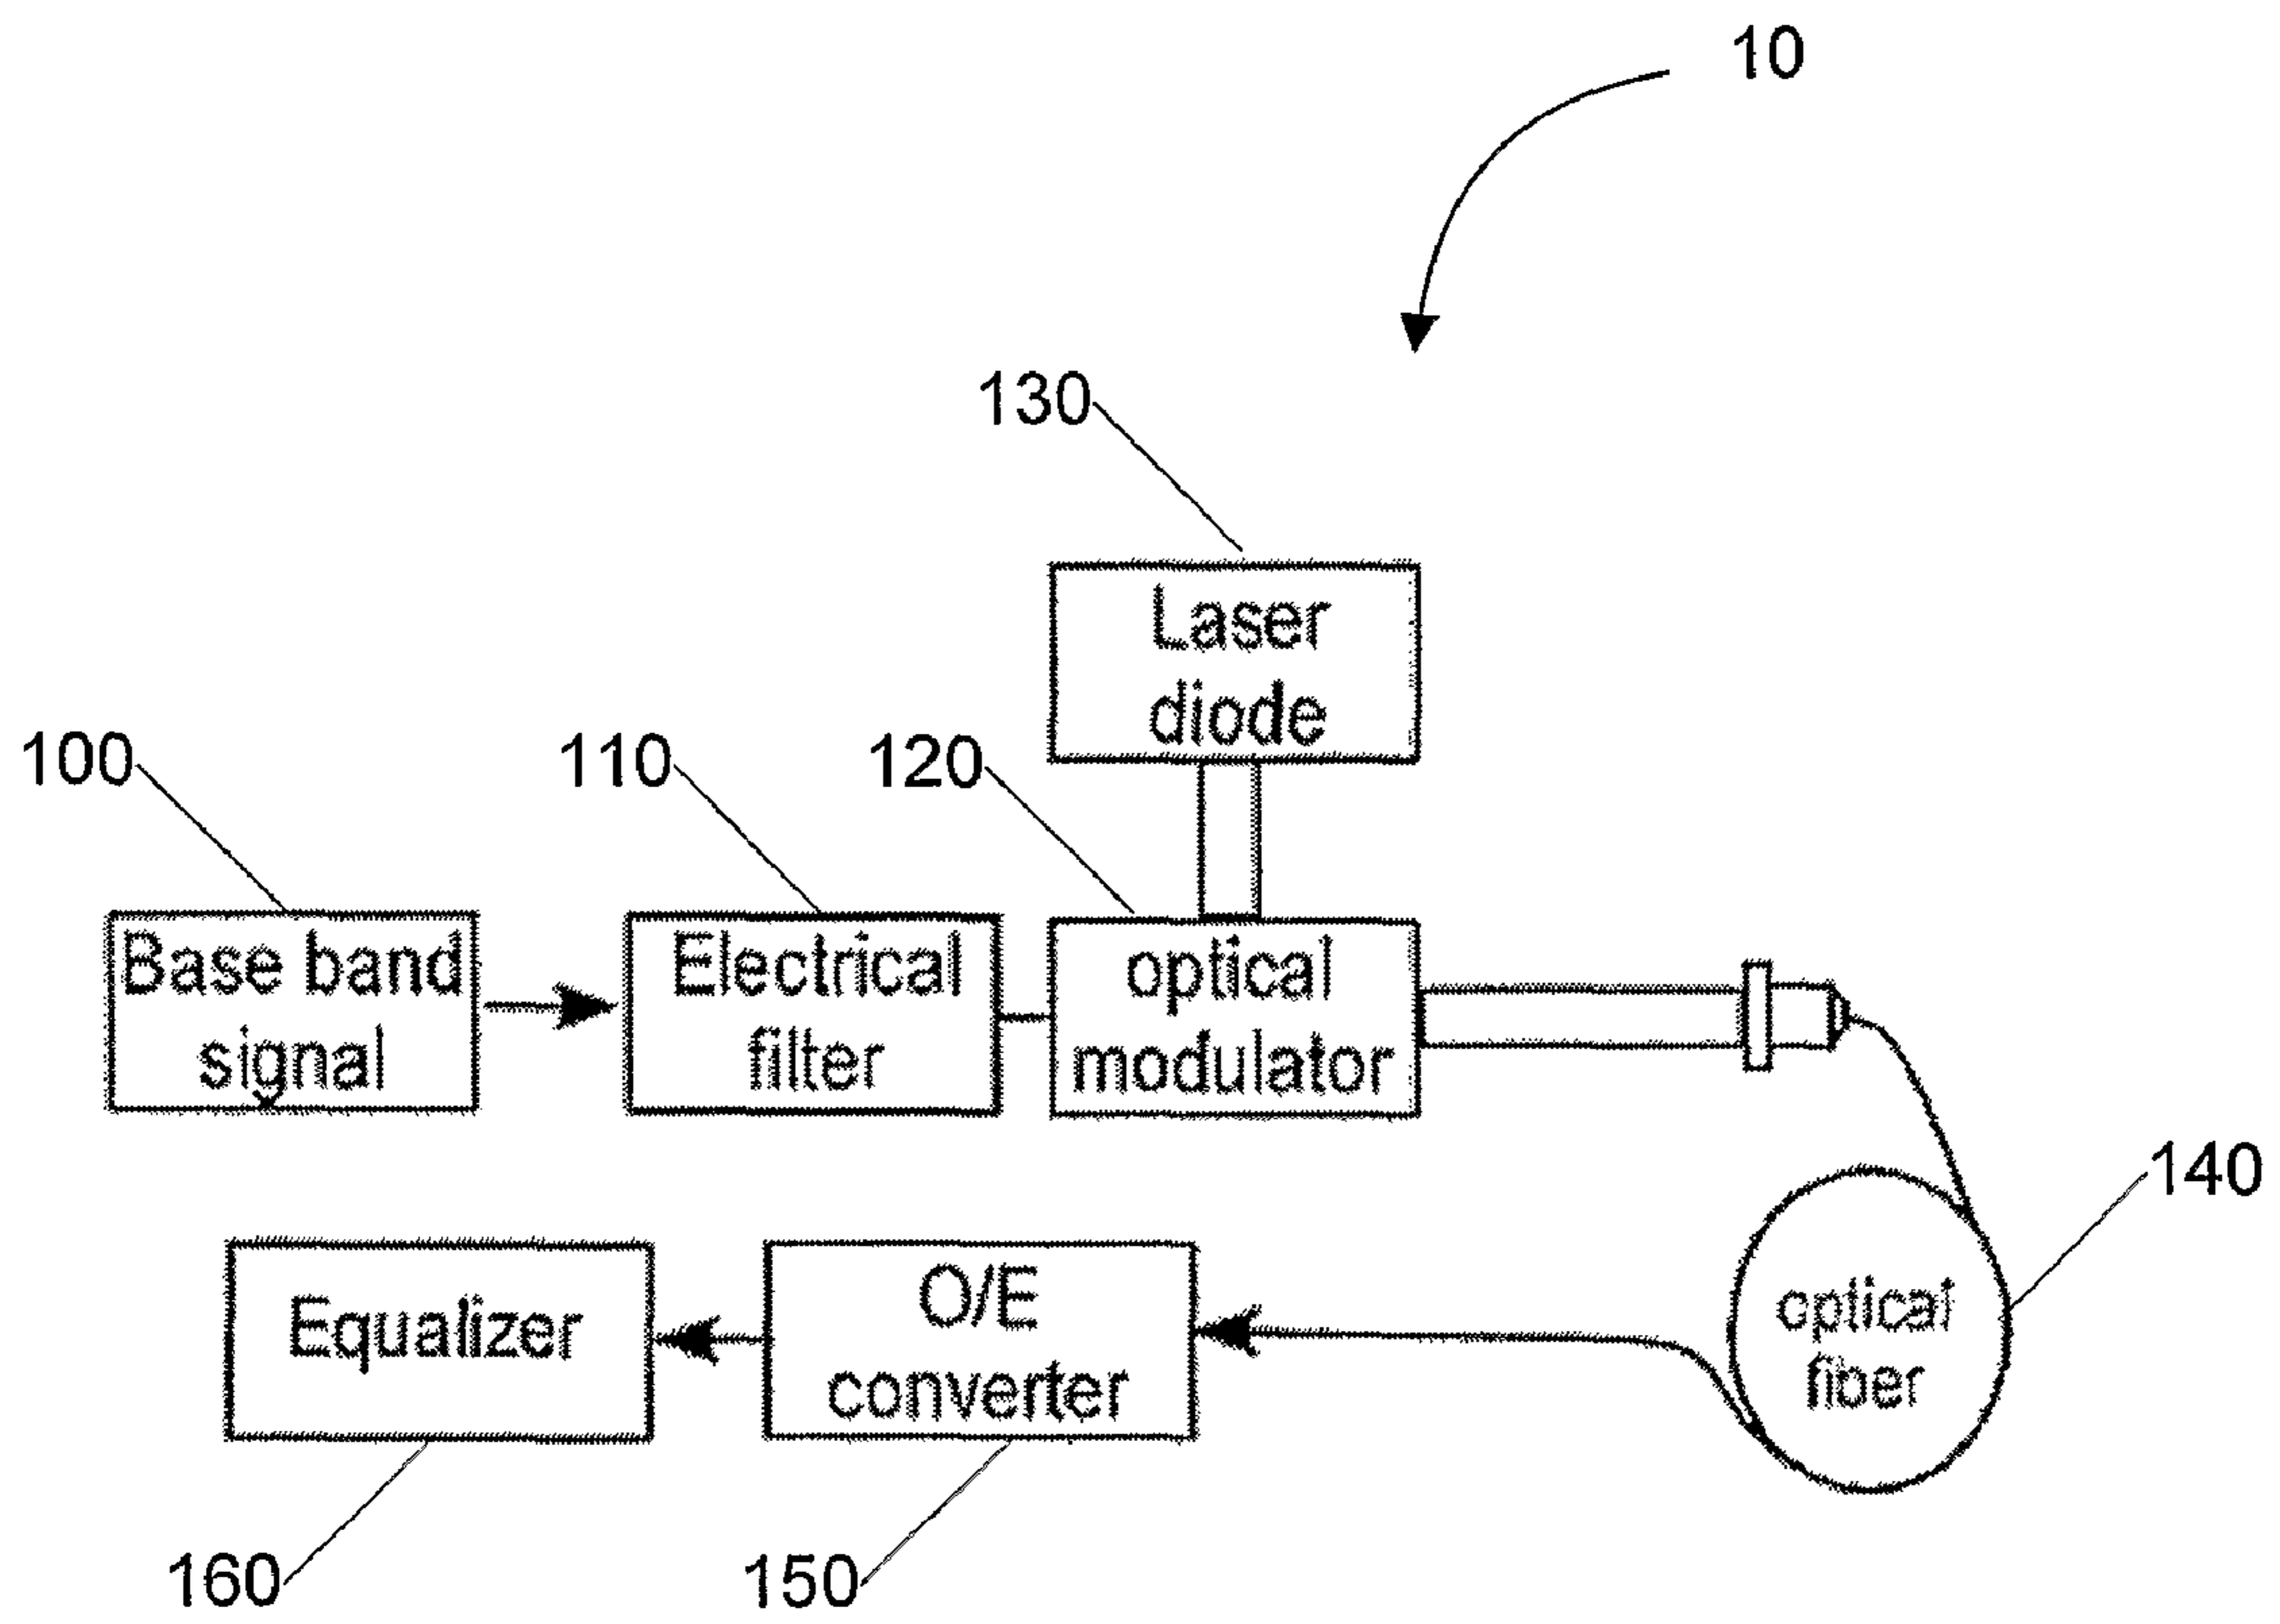 10
130
Laser
diode
100
110
120
Base band
signal
Electrical
filter
optical
modulator
140
Equalizer
O/E
converter
optical
fiber
160
150